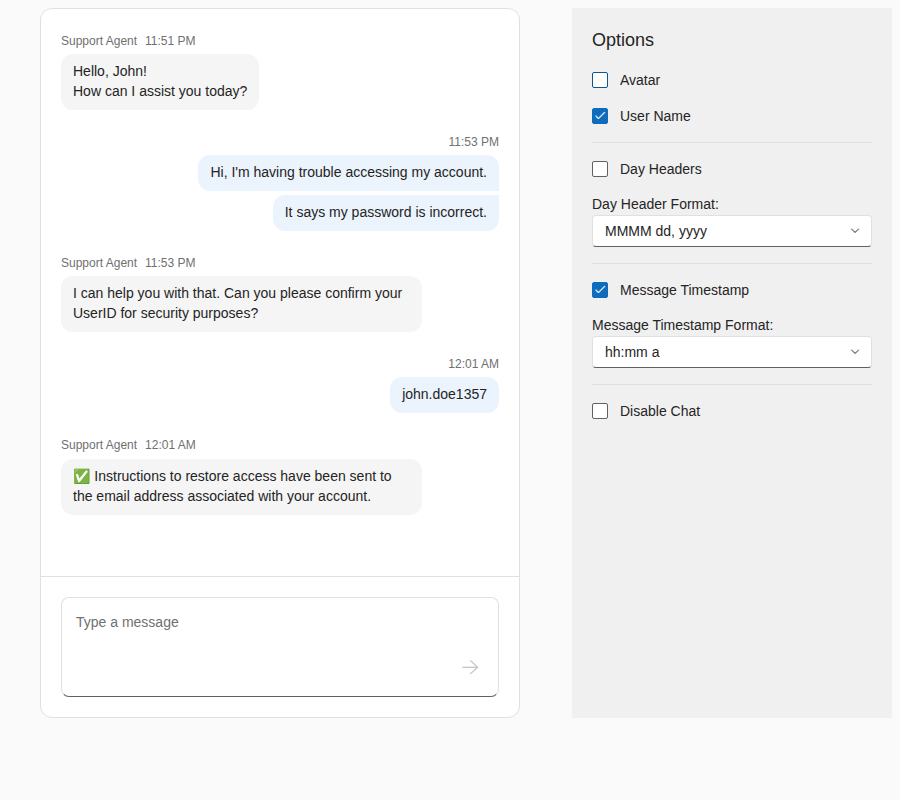 Support Agent 11:51 PM
Hello, John!
How can I assist you today?
11:53 PM
Hi, I'm having trouble accessing my account.
It says my password is incorrect.
Support Agent 11:53 PM
I can help you with that. Can you please confirm your
UserID for security purposes?
12:01 AM
john.doe1357
Support Agent 12:01 AM
✅ Instructions to restore access have been sent to
the email address associated with your account.
Type a message
Options
Avatar
User Name
Day Headers
Day Header Format:
MMMM dd, yyyy
Message Timestamp
Message Timestamp Format:
hh:mm a
Disable Chat